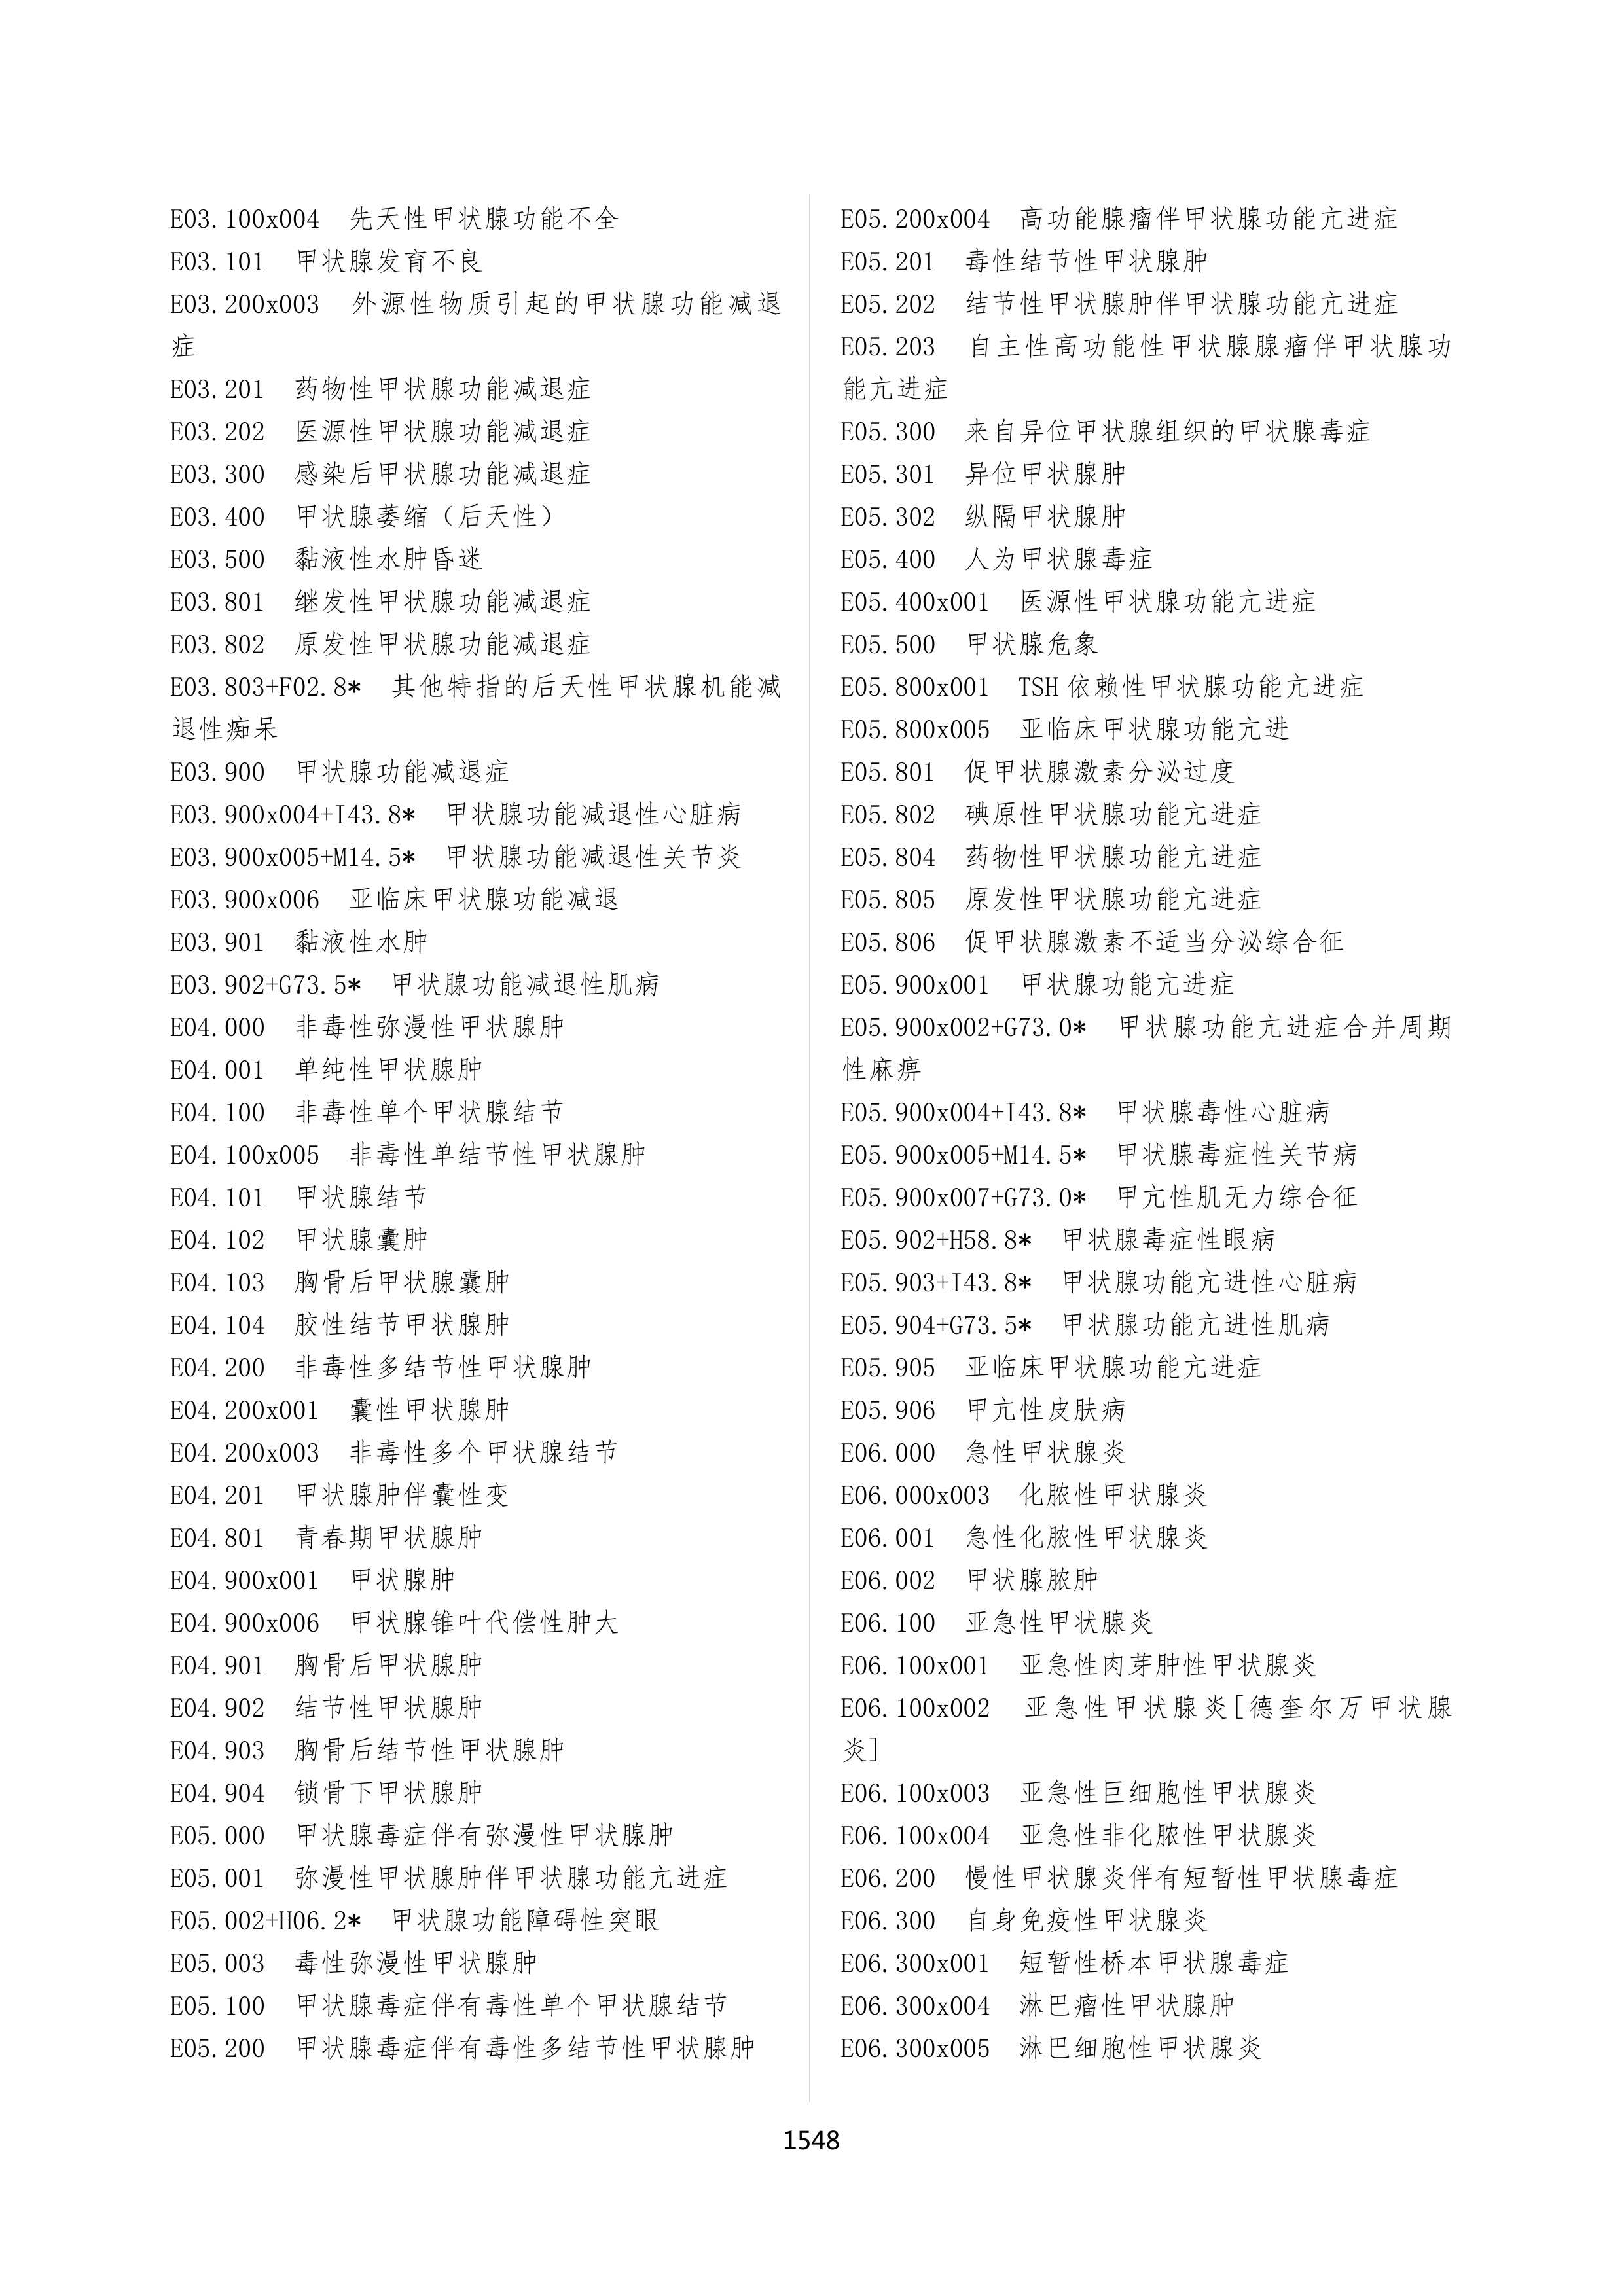 E03.100x004 先天性甲状腺功能不全
E03.101 甲状腺发育不良
E03.200x003 外源性物质引起的甲状腺功能减退
症
E03.201 药物性甲状腺功能减退症
E03.202 医源性甲状腺功能减退症
E03.300 感染后甲状腺功能减退症
E03.400 甲状腺萎缩（后天性）
E03.500 黏液性水肿昏迷
E03.801 继发性甲状腺功能减退症
E03.802 原发性甲状腺功能减退症
E03.803+F02.8* 其他特指的后天性甲状腺机能减
退性痴呆
E03.900 甲状腺功能减退症
E03.900x004+I43.8* 甲状腺功能减退性心脏病
E03.900x005+M14.5* 甲状腺功能减退性关节炎
E03.900x006 亚临床甲状腺功能减退
E03.901 黏液性水肿
E03.902+G73.5* 甲状腺功能减退性肌病
E04.000 非毒性弥漫性甲状腺肿
E04.001 单纯性甲状腺肿
E04.100 非毒性单个甲状腺结节
E04.100x005 非毒性单结节性甲状腺肿
E04.101 甲状腺结节
E04.102 甲状腺囊肿
E04.103 胸骨后甲状腺囊肿
E04.104 胶性结节甲状腺肿
E04.200 非毒性多结节性甲状腺肿
E04.200x001 囊性甲状腺肿
E04.200x003 非毒性多个甲状腺结节
E04.201 甲状腺肿伴囊性变
E04.801 青春期甲状腺肿
E04.900x001 甲状腺肿
E04.900x006 甲状腺锥叶代偿性肿大
E04.901 胸骨后甲状腺肿
E04.902 结节性甲状腺肿
E04.903 胸骨后结节性甲状腺肿
E04.904 锁骨下甲状腺肿
E05.000 甲状腺毒症伴有弥漫性甲状腺肿
E05.001 弥漫性甲状腺肿伴甲状腺功能亢进症
E05.002+H06.2* 甲状腺功能障碍性突眼
E05.003 毒性弥漫性甲状腺肿
E05.100 甲状腺毒症伴有毒性单个甲状腺结节
E05.200 甲状腺毒症伴有毒性多结节性甲状腺肿
E05.200x004 高功能腺瘤伴甲状腺功能亢进症
E05.201 毒性结节性甲状腺肿
E05.202 结节性甲状腺肿伴甲状腺功能亢进症
E05.203 自主性高功能性甲状腺腺瘤伴甲状腺功
能亢进症
E05.300 来自异位甲状腺组织的甲状腺毒症
E05.301 异位甲状腺肿
E05.302 纵隔甲状腺肿
E05.400 人为甲状腺毒症
E05.400x001 医源性甲状腺功能亢进症
E05.500 甲状腺危象
E05.800x001 TSH依赖性甲状腺功能亢进症
E05.800x005 亚临床甲状腺功能亢进
E05.801 促甲状腺激素分泌过度
E05.802 碘原性甲状腺功能亢进症
E05.804 药物性甲状腺功能亢进症
E05.805 原发性甲状腺功能亢进症
E05.806 促甲状腺激素不适当分泌综合征
E05.900x001 甲状腺功能亢进症
E05.900x002+G73.0* 甲状腺功能亢进症合并周期
性麻痹
E05.900x004+I43.8* 甲状腺毒性心脏病
E05.900x005+M14.5* 甲状腺毒症性关节病
E05.900x007+G73.0* 甲亢性肌无力综合征
E05.902+H58.8* 甲状腺毒症性眼病
E05.903+I43.8* 甲状腺功能亢进性心脏病
E05.904+G73.5* 甲状腺功能亢进性肌病
E05.905 亚临床甲状腺功能亢进症
E05.906 甲亢性皮肤病
E06.000 急性甲状腺炎
E06.000x003 化脓性甲状腺炎
E06.001 急性化脓性甲状腺炎
E06.002 甲状腺脓肿
E06.100 亚急性甲状腺炎
E06.100x001 亚急性肉芽肿性甲状腺炎
E06.100x002 亚急性甲状腺炎[德奎尔万甲状腺
炎]
E06.100x003 亚急性巨细胞性甲状腺炎
E06.100x004 亚急性非化脓性甲状腺炎
E06.200 慢性甲状腺炎伴有短暂性甲状腺毒症
E06.300 自身免疫性甲状腺炎
E06.300x001 短暂性桥本甲状腺毒症
E06.300x004 淋巴瘤性甲状腺肿
E06.300x005 淋巴细胞性甲状腺炎
1548